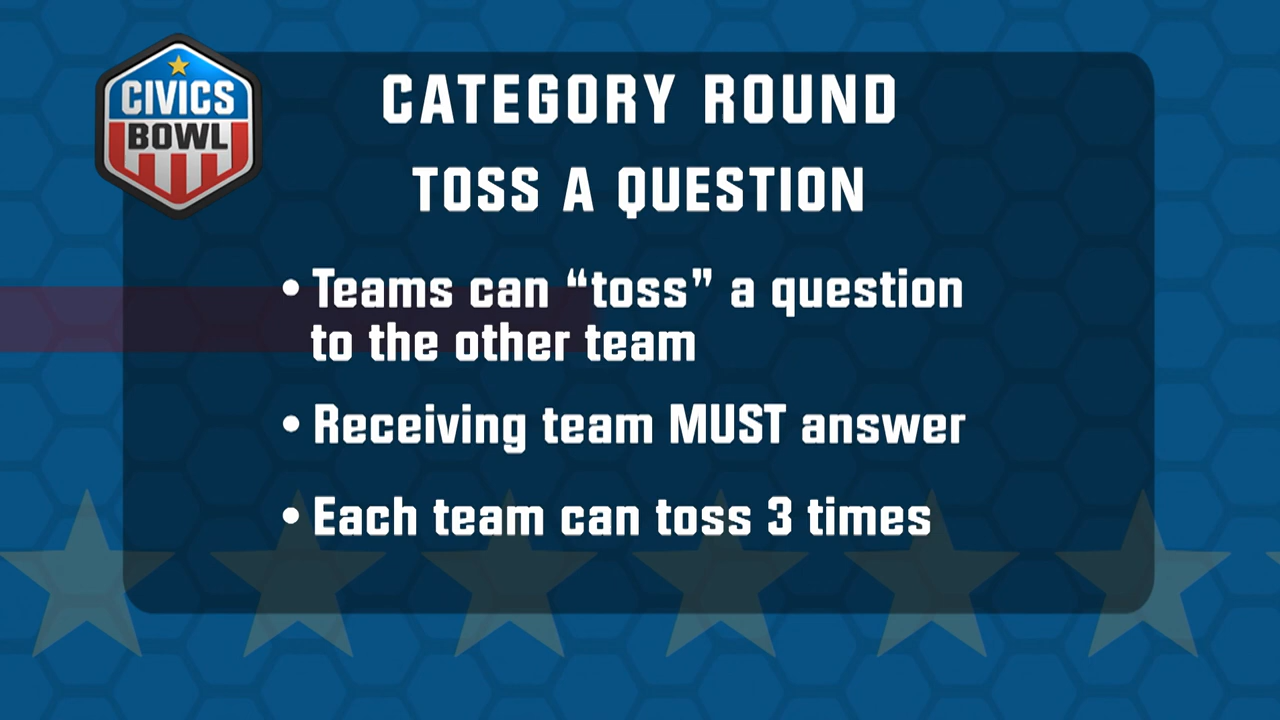 CIVICS
BOWL
CATEGORY ROUND
TOSS A QUESTION
• Teams can “toss” a question
to the other team
• Receiving team MUST answer
• Each team can toss 3 times